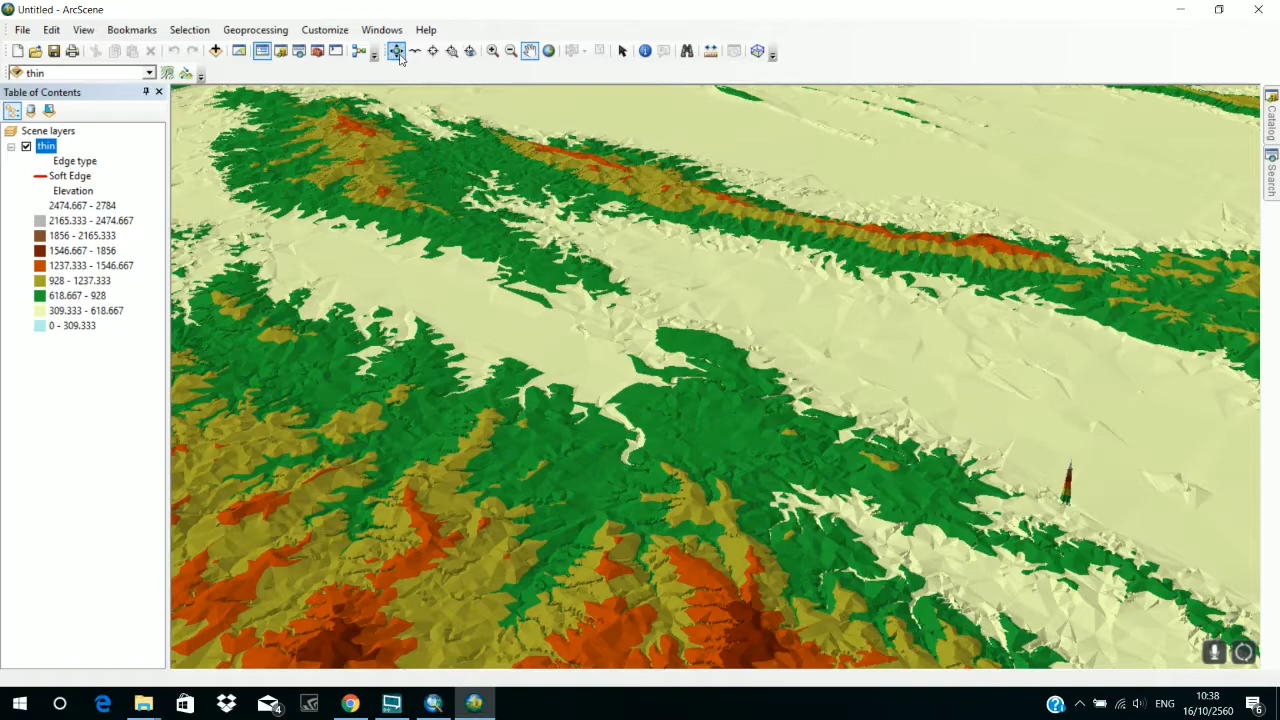 Untitled - ArcScene
File Edit View Bookmarks Selection Geoprocessing Customize Windows Help
thin
Table of Contents
Scene layers
thin
Edge type
Soft Edge
Elevation
2474.667 - 2784
2165.333 - 2474.667
1856 - 2165.333
1546.667 - 1856
1237.333 - 1546.667
928 - 1237.333
618.667 - 928
309.333 - 618.667
0 - 309.333
Catalog
Search
4
ENG
10:38
16/10/2560
6